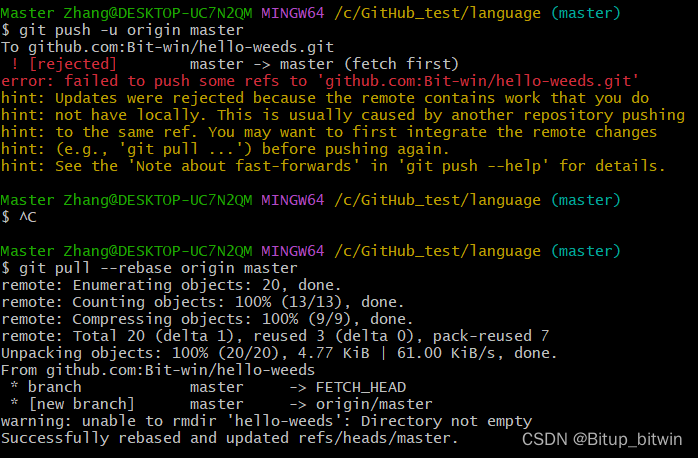 Master Zhang@DESKTOP-UC7N2QM MINGW64 /c/GitHub_test/language (master)
$ git push -u origin master
To github.com:Bit-win/hello-weeds.git
 ! [rejected]        master -> master (fetch first)
error: failed to push some refs to 'github.com:Bit-win/hello-weeds.git'
hint: Updates were rejected because the remote contains work that you do
hint: not have locally. This is usually caused by another repository pushing
hint: to the same ref. You may want to first integrate the remote changes
hint: (e.g., 'git pull ...') before pushing again.
hint: See the 'Note about fast-forwards' in 'git push --help' for details.
Master Zhang@DESKTOP-UC7N2QM MINGW64 /c/GitHub_test/language (master)
$ ^C
Master Zhang@DESKTOP-UC7N2QM MINGW64 /c/GitHub_test/language (master)
$ git pull --rebase origin master
remote: Enumerating objects: 20, done.
remote: Counting objects: 100% (13/13), done.
remote: Compressing objects: 100% (9/9), done.
remote: Total 20 (delta 1), reused 3 (delta 0), pack-reused 7
Unpacking objects: 100% (20/20), 4.77 KiB | 61.00 KiB/s, done.
From github.com:Bit-win/hello-weeds
 * branch            master     -> FETCH_HEAD
 * [new branch]      master     -> origin/master
warning: unable to rmdir 'hello-weeds': Directory not empty
Successfully rebased and updated refs/heads/master.
CSDN @Bitup_bitwin